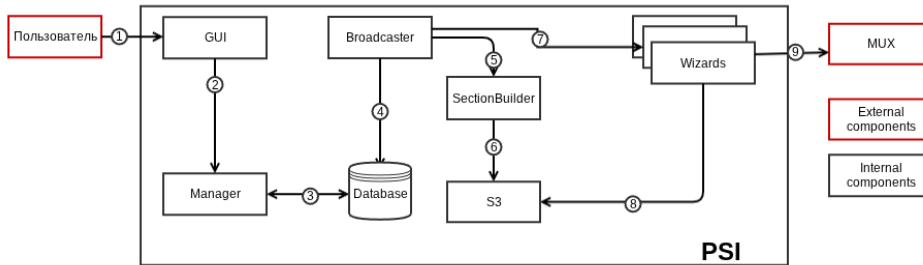 Пользователь
1
GUI
Broadcaster
7
Wizards
9
MUX
2
5
4
SectionBuilder
External
components
6
Manager
3
Database
S3
8
Internal
components
PSI